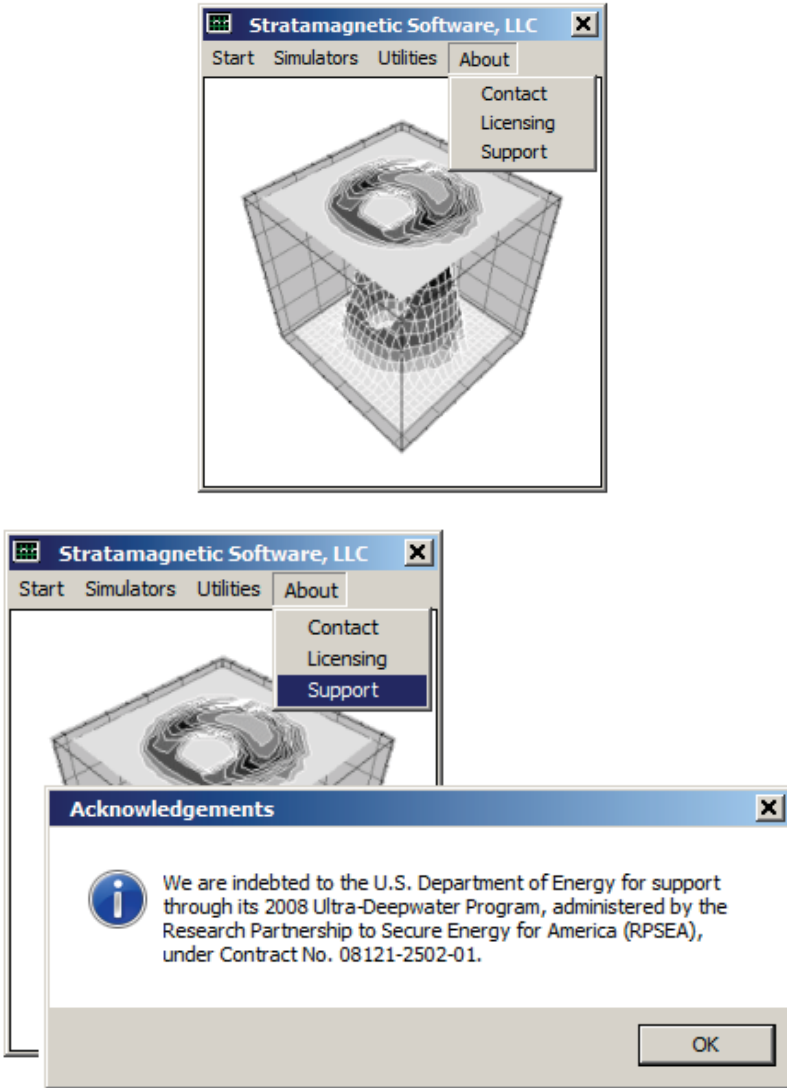 Stratamagnetic Software, LLC
Start Simulators Utilities About
Contact
Licensing
Support
Stratamagnetic Software, LLC
Start Simulators Utilities About
Contact
Licensing
Support
Acknowledgements
We are indebted to the U.S. Department of Energy for support
through its 2008 Ultra-Deepwater Program, administered by the
Research Partnership to Secure Energy for America (RPSEA),
under Contract No. 08121-2502-01.
OK